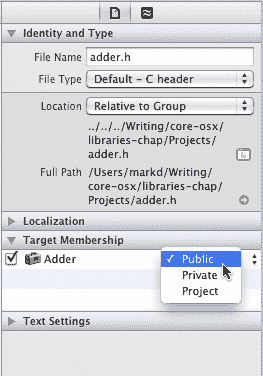 Identity and Type
File Name adder.h
File Type Default - C header
Location Relative to Group
../../../Writing/core-osx/
libraries-chap/Projects/
adder.h
Full Path /Users/markd/Writing/
core-osx/libraries-chap/
Projects/adder.h
Localization
Target Membership
Adder ✓ Public
Private
Project
Text Settings